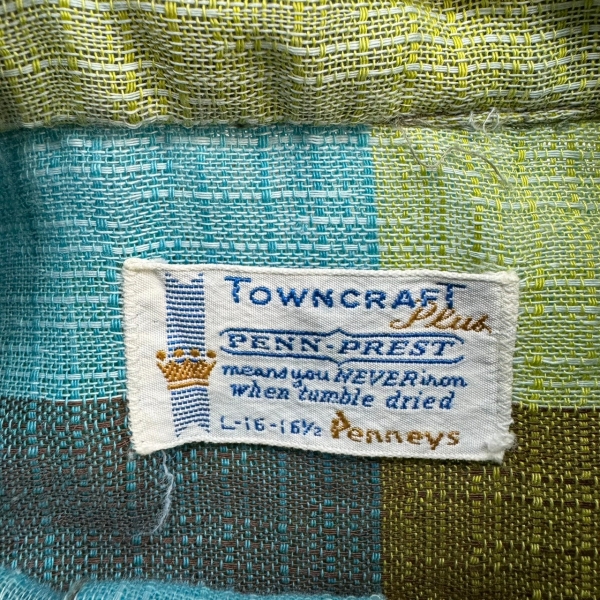 TOWNCRAFT
Plus
PENN-PREST
means you NEVER iron
when tumble dried
L-16-16½ Penneys